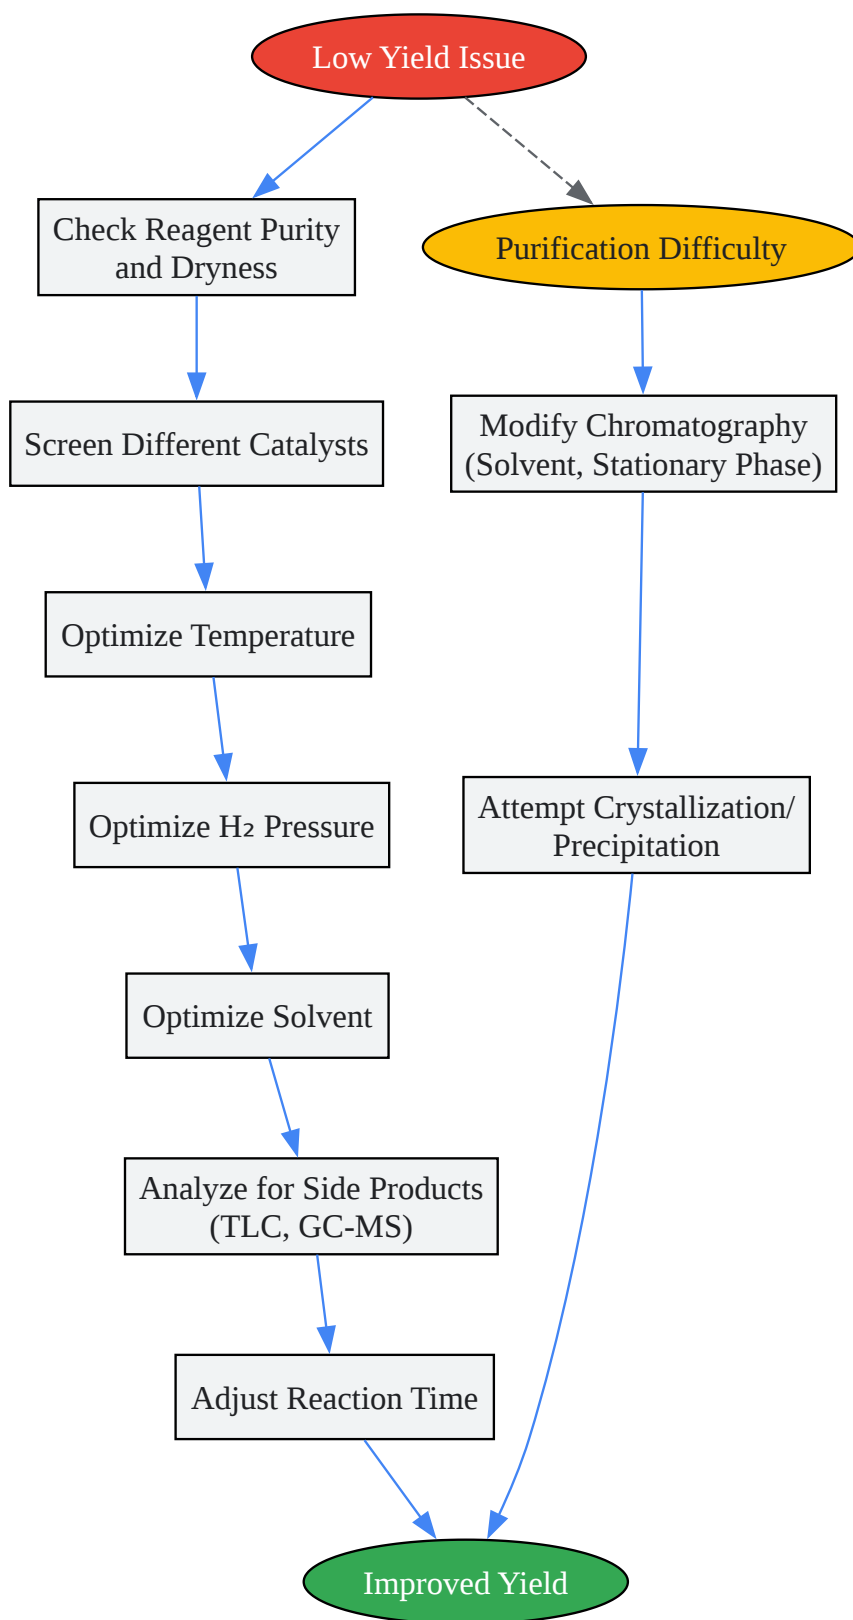 Low Yield Issue
Check Reagent Purity
and Dryness
Purification Difficulty
Screen Different Catalysts
Modify Chromatography
(Solvent, Stationary Phase)
Optimize Temperature
Optimize H₂ Pressure
Attempt Crystallization/
Precipitation
Optimize Solvent
Analyze for Side Products
(TLC, GC-MS)
Adjust Reaction Time
Improved Yield